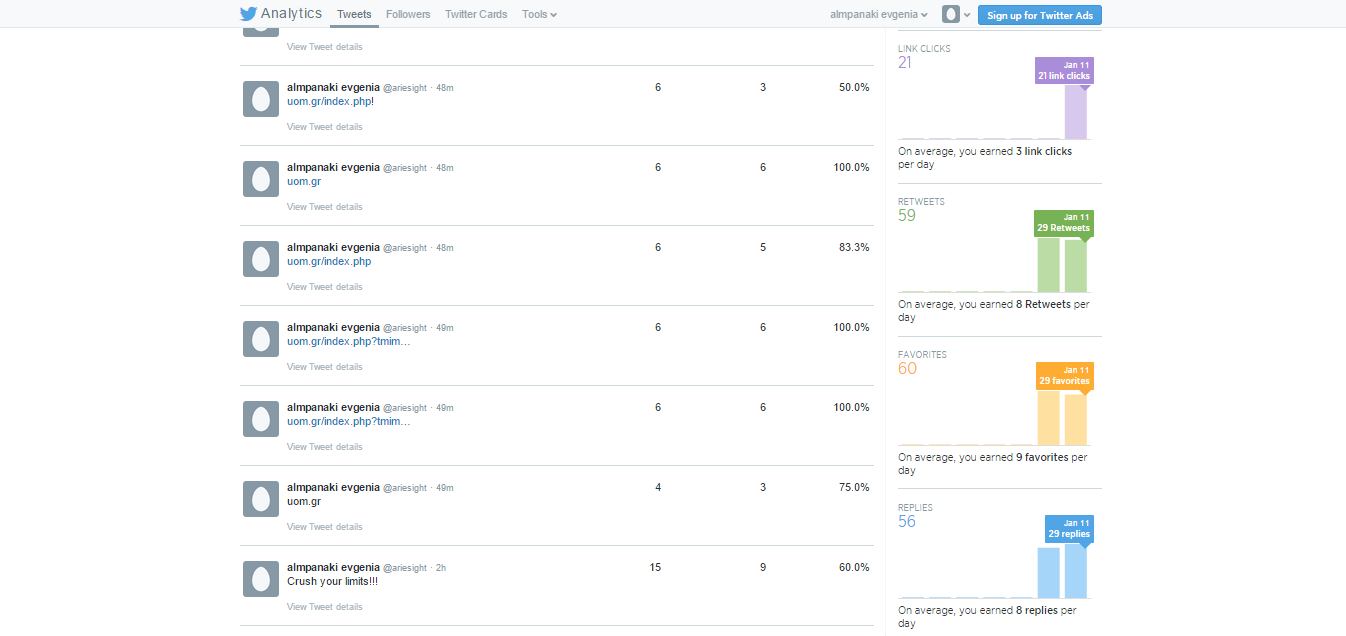 Analytics Tweets Followers Twitter Cards Tools almpanaki evgenia Sign up for Twitter Ads
View Tweet details
almpanaki evgenia @ariesight · 48m 6 3 50.0%
uom.gr/index.php!
View Tweet details
almpanaki evgenia @ariesight · 48m 6 6 100.0%
uom.gr
View Tweet details
almpanaki evgenia @ariesight · 48m 6 5 83.3%
uom.gr/index.php
View Tweet details
almpanaki evgenia @ariesight · 49m 6 6 100.0%
uom.gr/index.php?tmim...
View Tweet details
almpanaki evgenia @ariesight · 49m 6 6 100.0%
uom.gr/index.php?tmim...
View Tweet details
almpanaki evgenia @ariesight · 49m 4 3 75.0%
uom.gr
View Tweet details
almpanaki evgenia @ariesight · 2h 15 9 60.0%
Crush your limits!!!
View Tweet details
LINK CLICKS
21
Jan 11
21 link clicks
On average, you earned 3 link clicks
per day
RETWEETS
59
Jan 11
29 Retweets
On average, you earned 8 Retweets per
day
FAVORITES
60
Jan 11
29 favorites
On average, you earned 9 favorites per
day
REPLIES
56
Jan 11
29 replies
On average, you earned 8 replies per
day